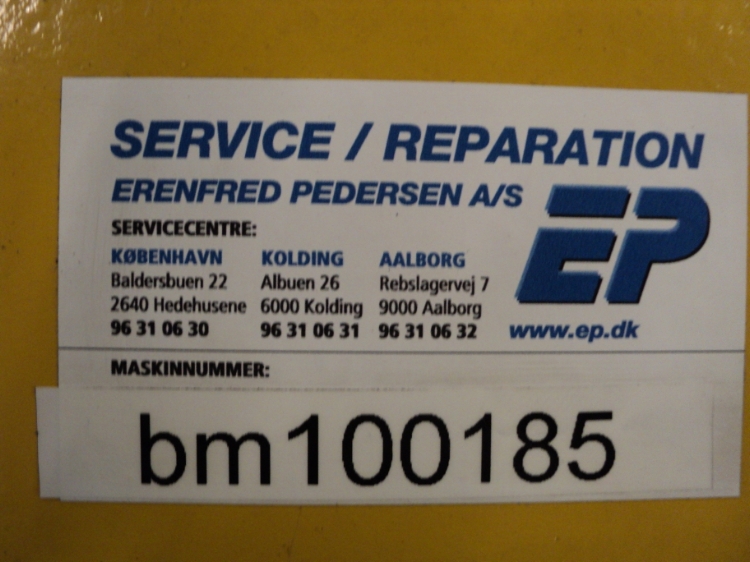 SERVICE / REPARATION
ERENFRED PEDERSEN A/S
EP
SERVICECENTRE:
KØBENHAVN KOLDING AALBORG
Baldersbuen 22 Albuen 26 Rebslagervej 7
2640 Hedehusene 6000 Kolding 9000 Aalborg
96 31 06 30 96 31 06 31 96 31 06 32
www.ep.dk
MASKINNUMMER:
bm100185